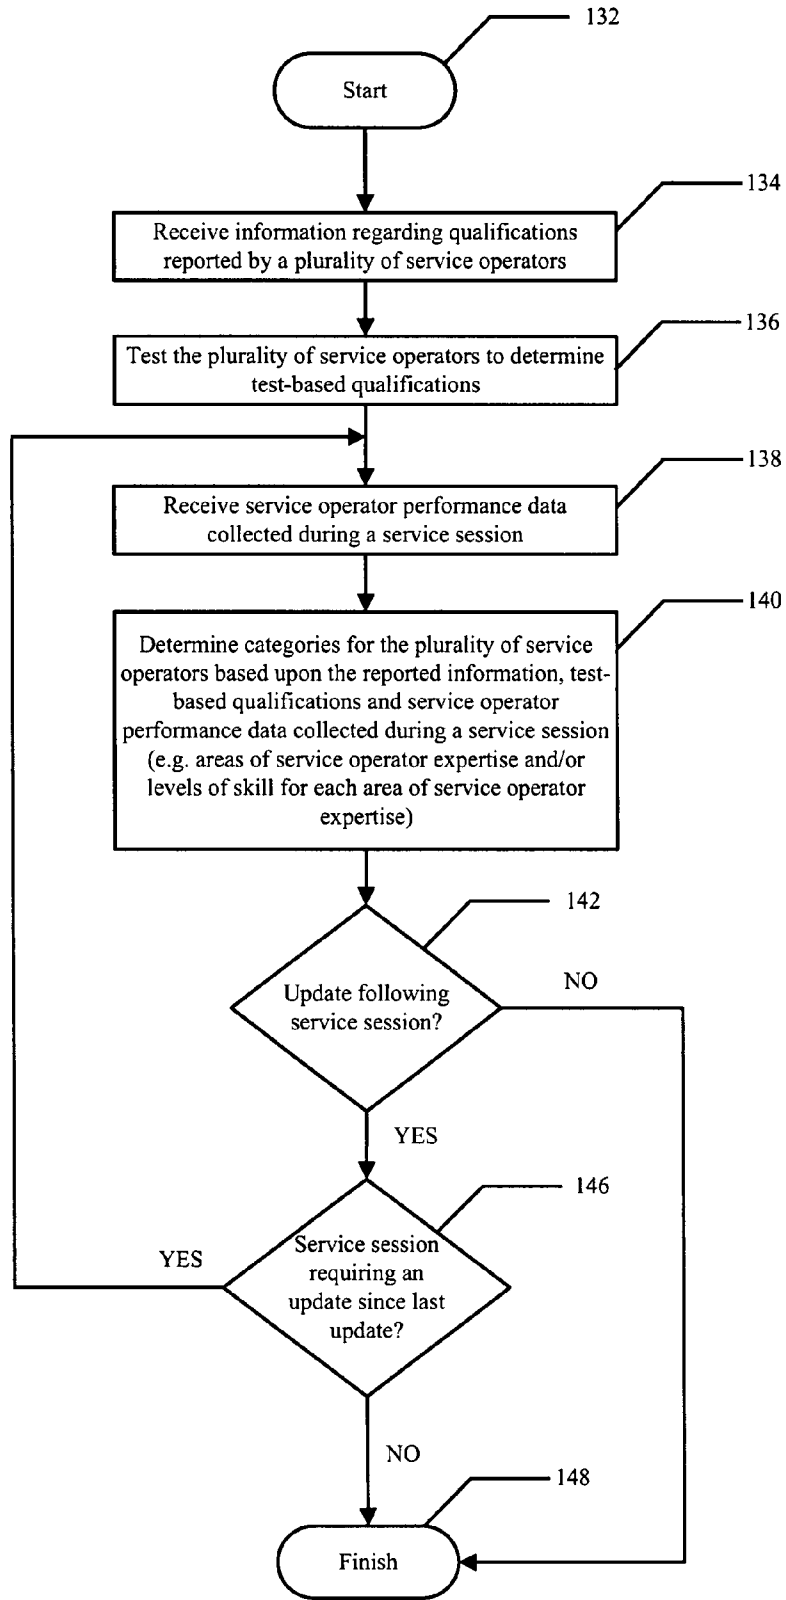 132
Start
134
Receive information regarding qualifications
reported by a plurality of service operators
136
Test the plurality of service operators to determine
test-based qualifications
138
Receive service operator performance data
collected during a service session
140
Determine categories for the plurality of service
operators based upon the reported information, test-
based qualifications and service operator
performance data collected during a service session
(e.g. areas of service operator expertise and/or
levels of skill for each area of service operator
expertise)
142
NO
Update following
service session?
YES
146
YES
Service session
requiring an
update since last
update?
NO
148
Finish